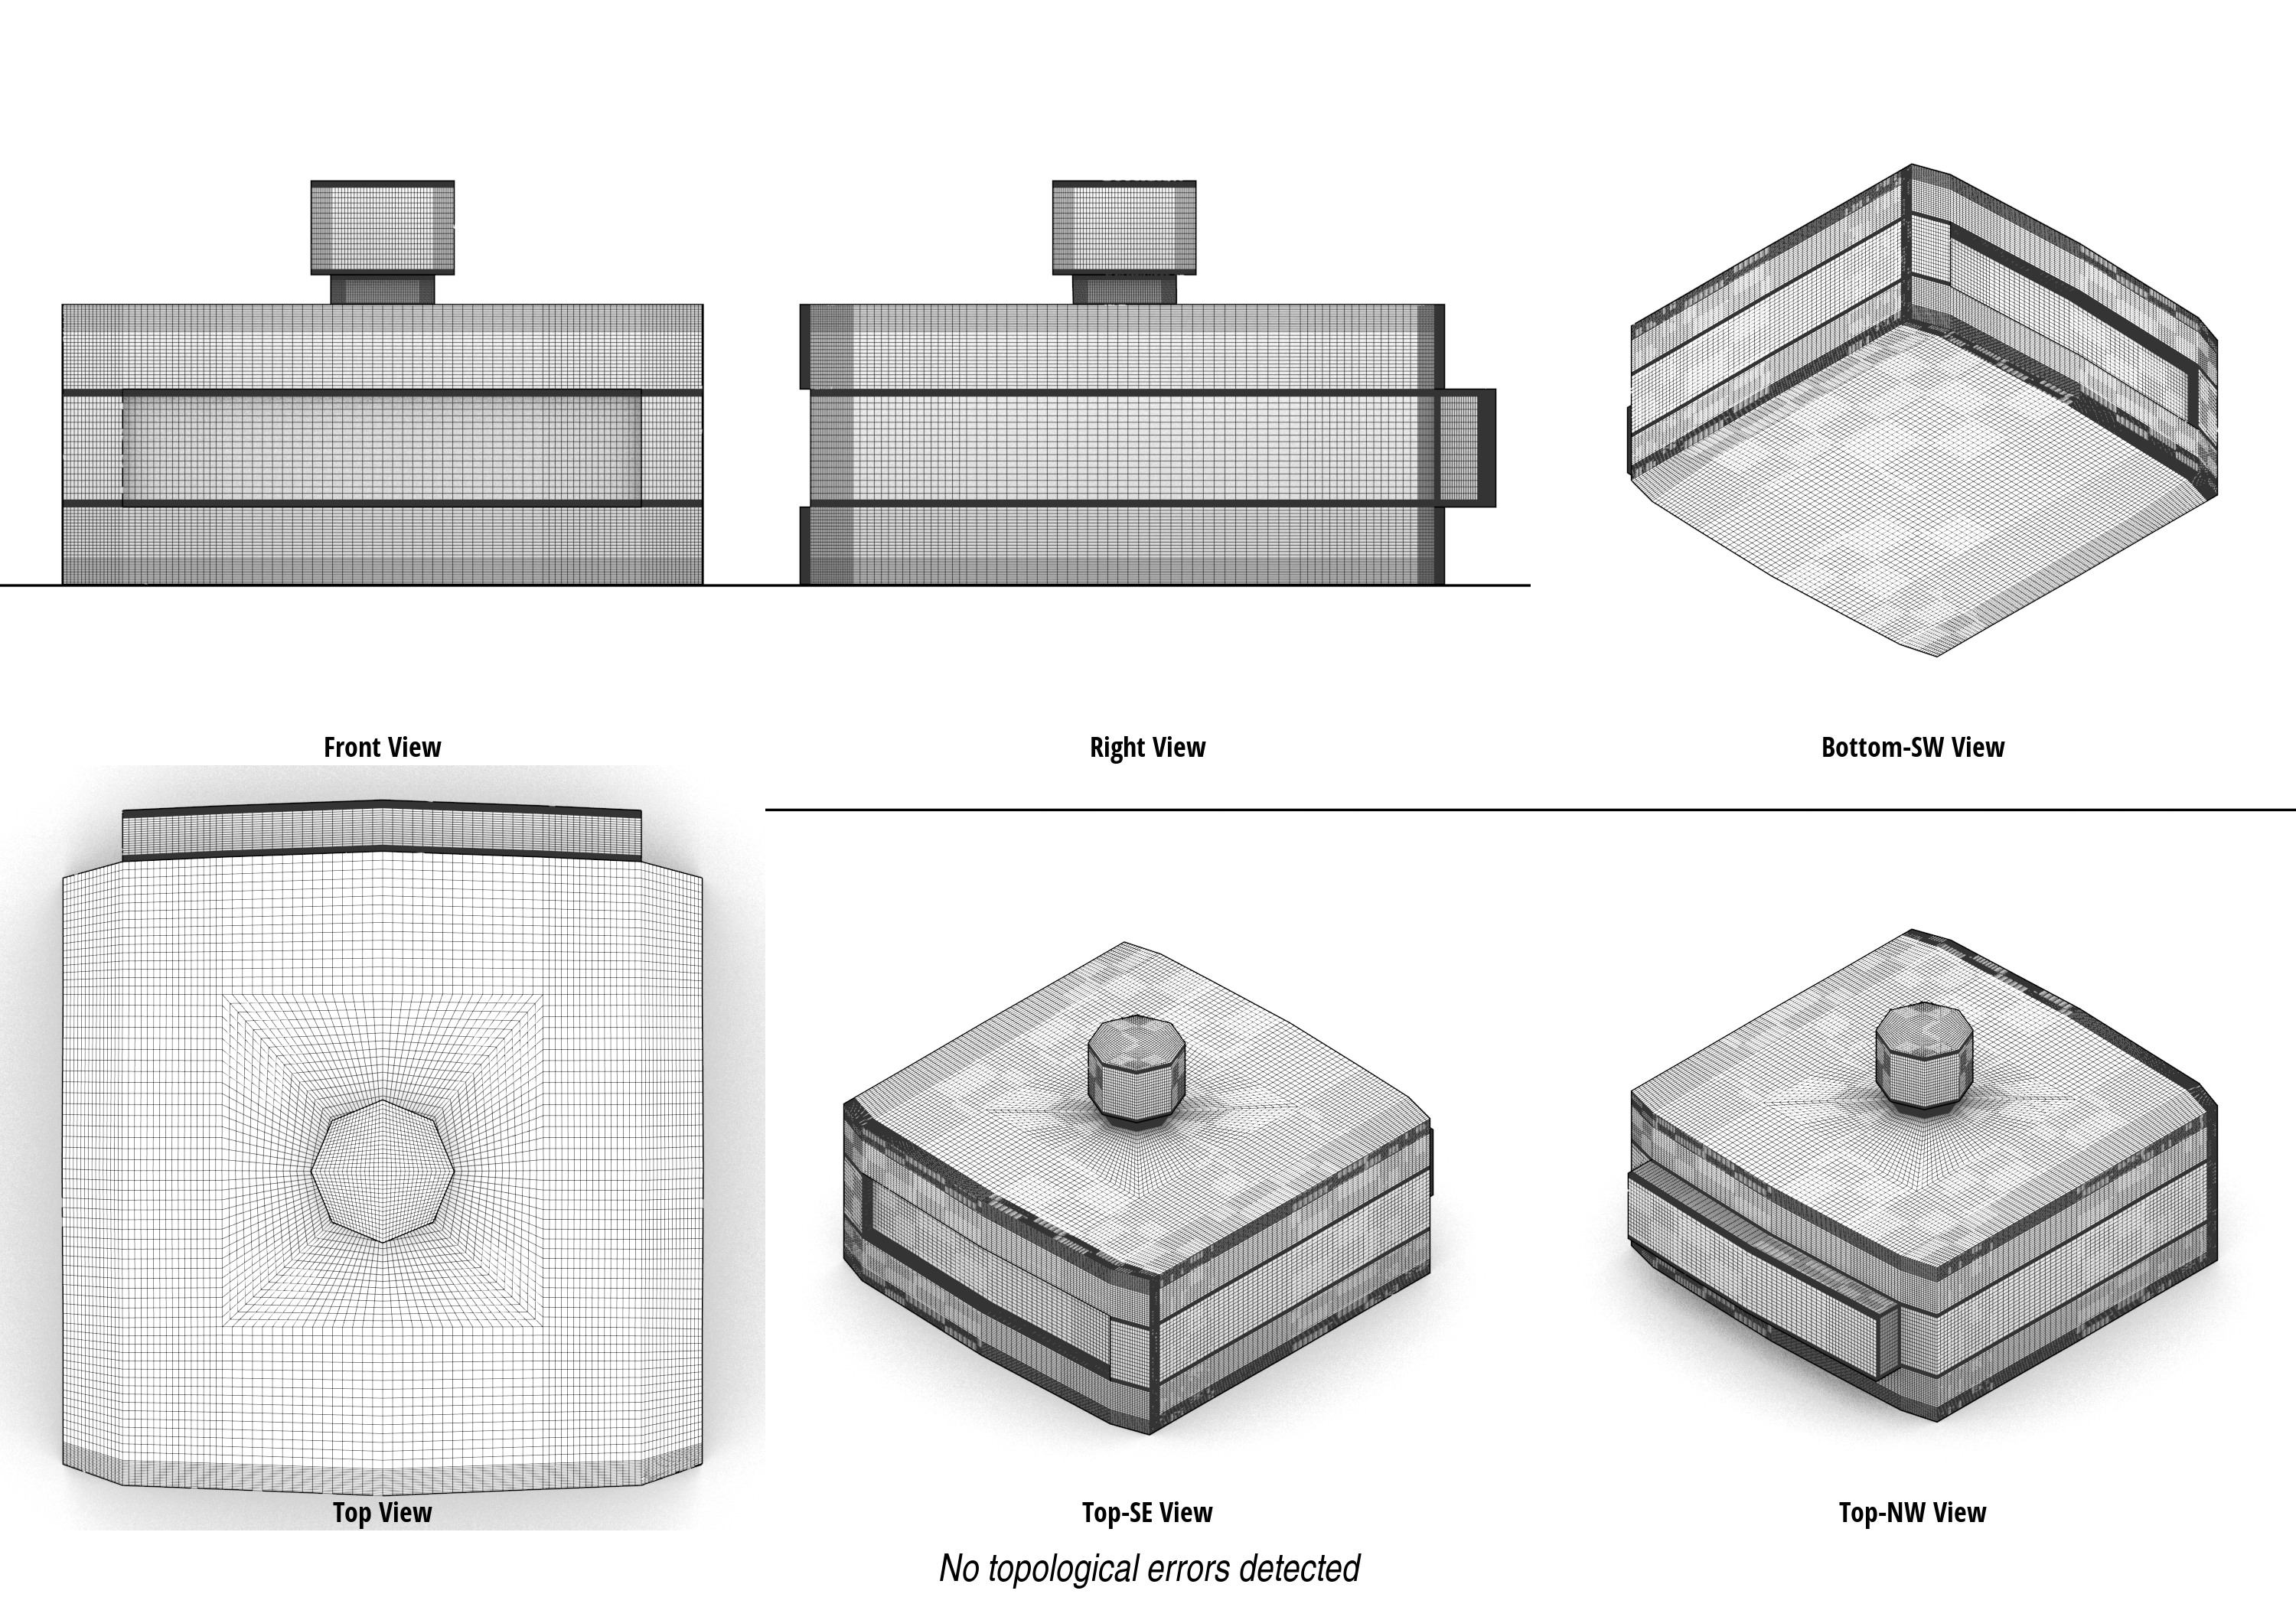 Front View
Right View
Bottom-SW View
Top View
Top-SE View
Top-NW View
No topological errors detected